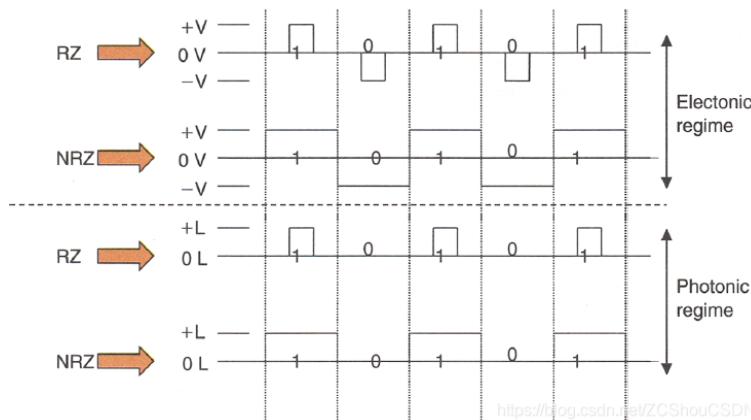 +V
RZ 0 V 1 0 1 0 1
−V
Electonic regime
+V
NRZ 0 V 1 0 1 0 1
−V
+L
RZ 0 L 1 0 1 0 1
Photonic regime
+L
NRZ 0 L 1 0 1 0 1
https://blog.csdn.net/ZCShouCSDN